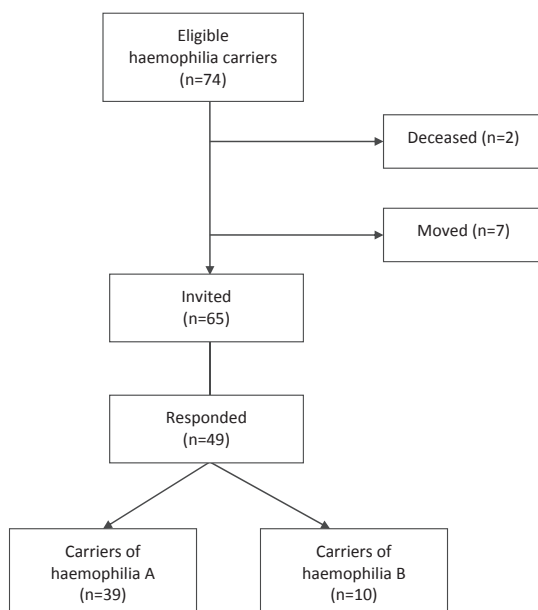 Eligible
haemophilia carriers
(n=74)
Deceased (n=2)
Moved (n=7)
Invited
(n=65)
Responded
(n=49)
Carriers of
haemophilia A
(n=39)
Carriers of
haemophilia B
(n=10)